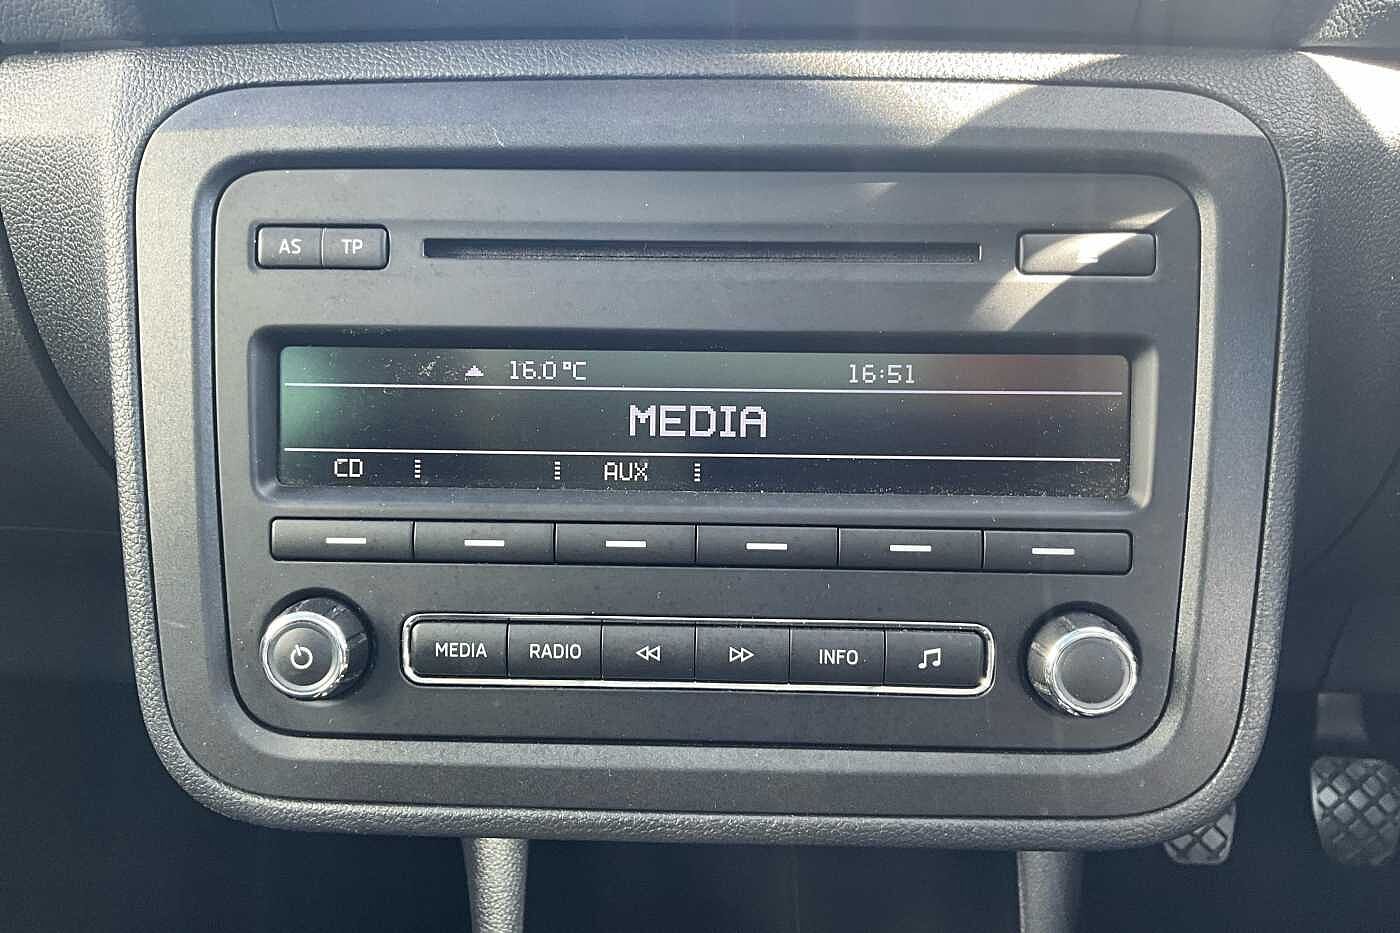 AS TP
16.0 °C 16:51
MEDIA
CD AUX
MEDIA RADIO INFO